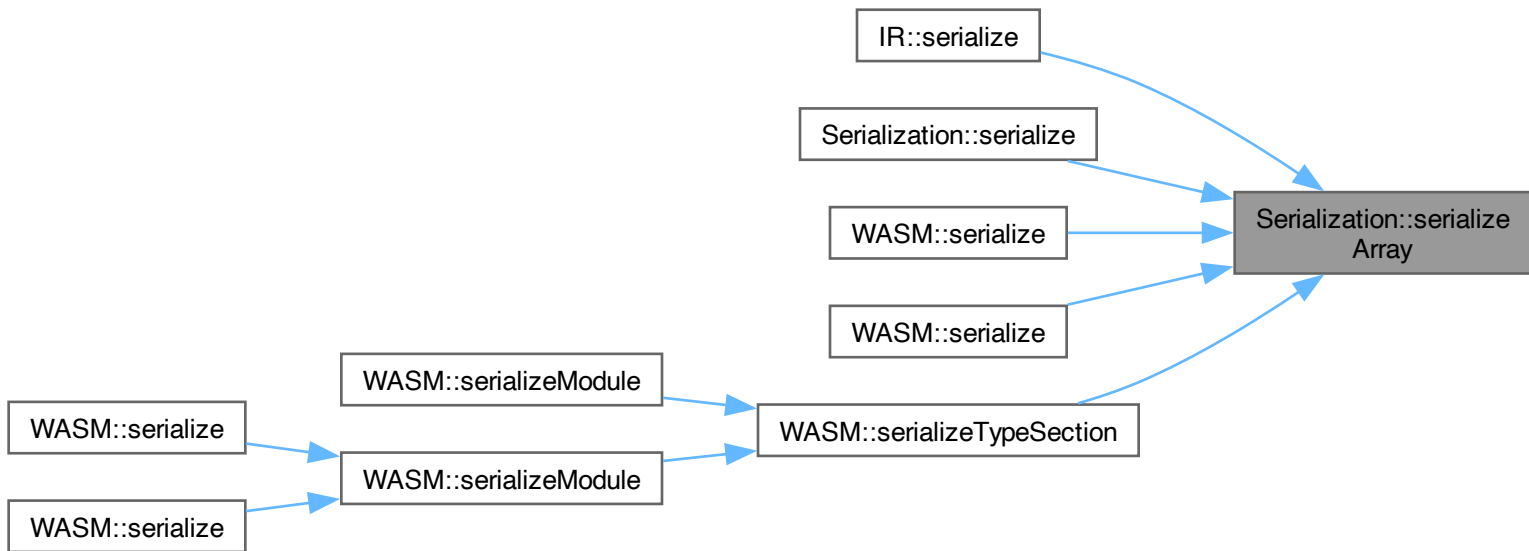 IR::serialize
Serialization::serialize
Serialization::serialize
Array
WASM::serialize
WASM::serialize
WASM::serializeModule
WASM::serialize
WASM::serializeTypeSection
WASM::serializeModule
WASM::serialize